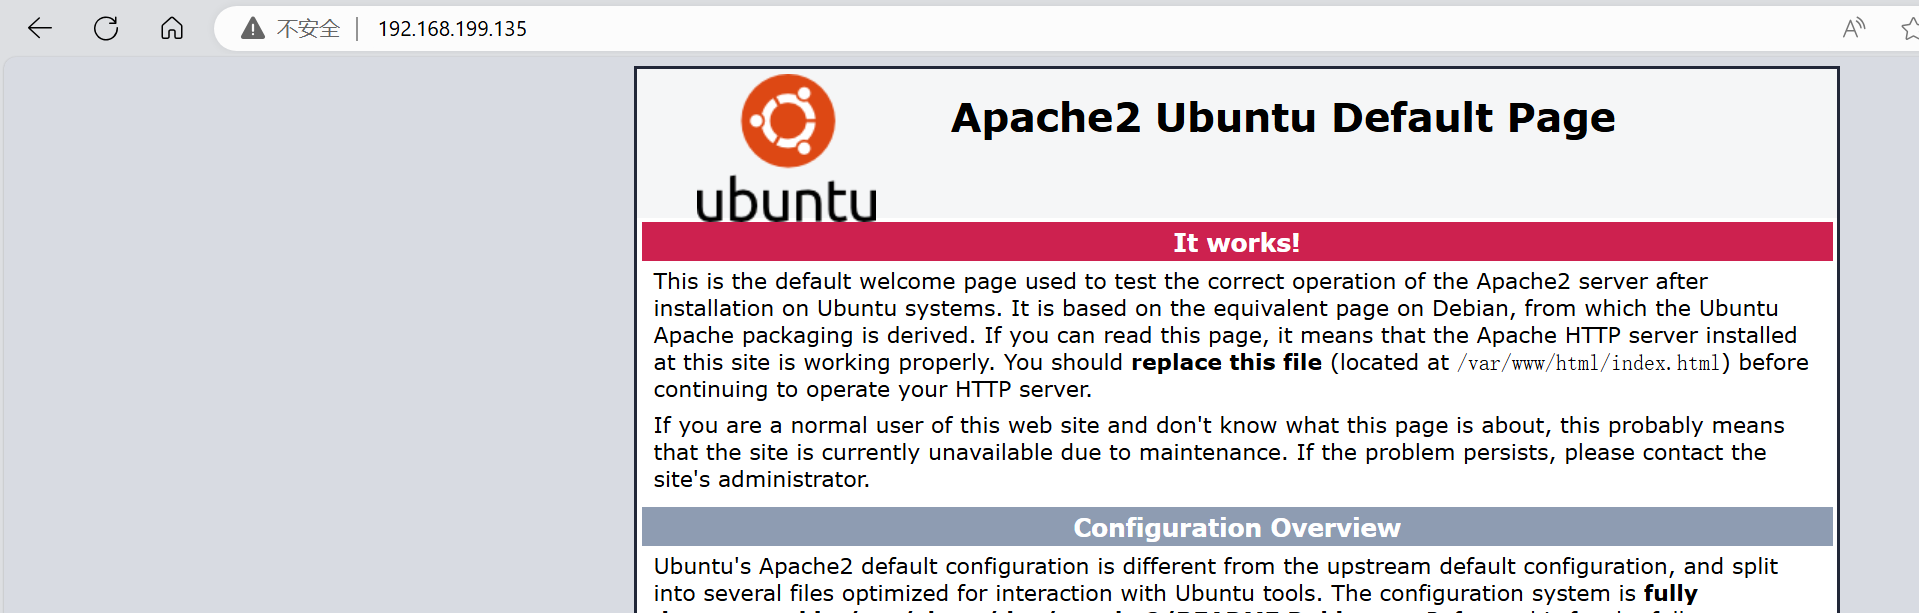 不安全 | 192.168.199.135
ubuntu
Apache2 Ubuntu Default Page
It works!
This is the default welcome page used to test the correct operation of the Apache2 server after
installation on Ubuntu systems. It is based on the equivalent page on Debian, from which the Ubuntu
Apache packaging is derived. If you can read this page, it means that the Apache HTTP server installed
at this site is working properly. You should replace this file (located at /var/www/html/index.html) before
continuing to operate your HTTP server.
If you are a normal user of this web site and don't know what this page is about, this probably means
that the site is currently unavailable due to maintenance. If the problem persists, please contact the
site's administrator.
Configuration Overview
Ubuntu's Apache2 default configuration is different from the upstream default configuration, and split
into several files optimized for interaction with Ubuntu tools. The configuration system is fully